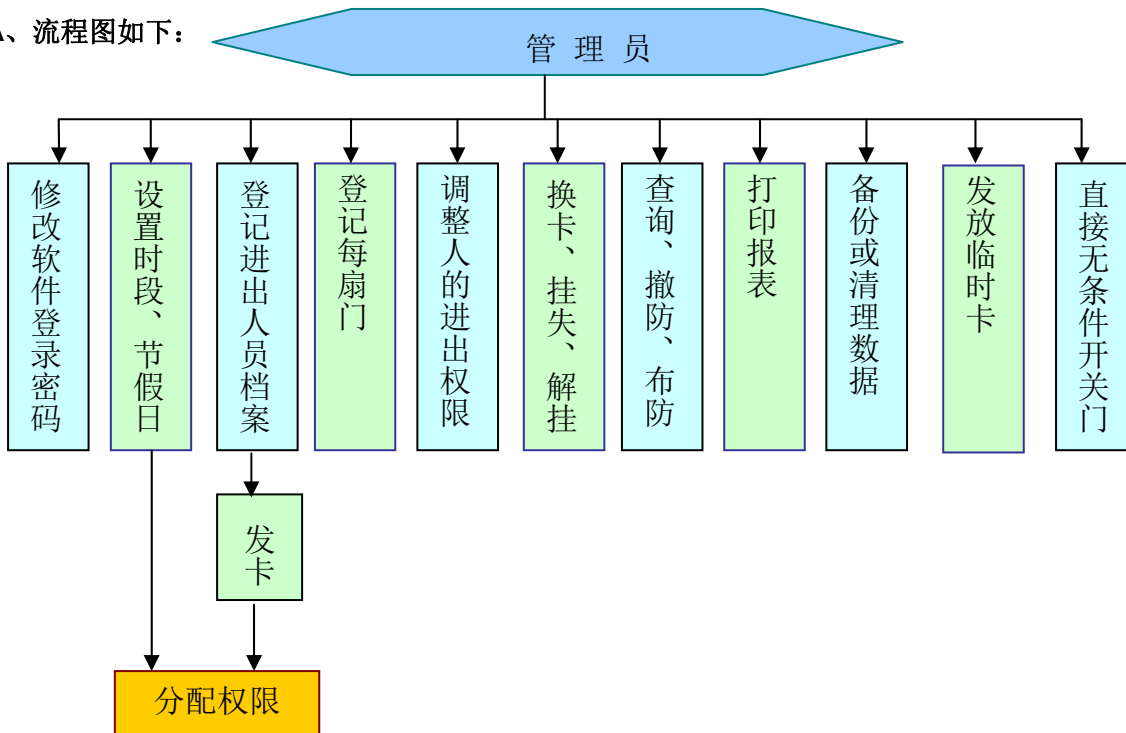 A、流程图如下：
管 理 员
修改软件登录密码
设置时段、节假日
登记进出人员档案
登记每扇门
调整人的进出权限
换卡、挂失、解挂
查询、撤防、布防
打印报表
备份或清理数据
发放临时卡
直接无条件开关门
发卡
分配权限